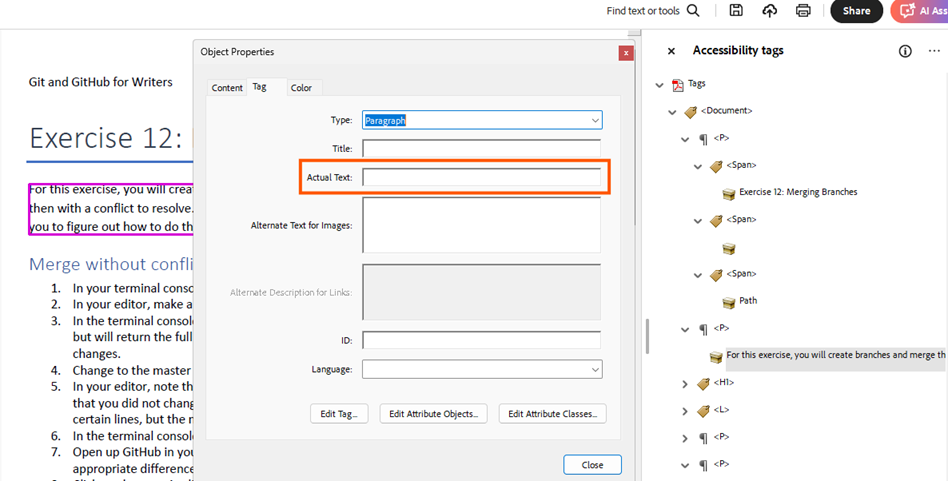 Find text or tools
Share
AI Ass
Object Properties
x
Content Tag Color
Type: Paragraph
Title:
Actual Text:
Alternate Text for Images:
Alternate Description for Links:
ID:
Language:
Edit Tag...
Edit Attribute Objects...
Edit Attribute Classes...
Close
Git and GitHub for Writers
Exercise 12:
For this exercise, you will crea
then with a conflict to resolve.
you to figure out how to do th
Merge without confli
1. In your terminal conso
2. In your editor, make a
3. In the terminal consol
but will return the full
changes.
4. Change to the master
5. In your editor, note th
that you did not chang
certain lines, but the n
6. In the terminal consol
7. Open up GitHub in you
appropriate difference
Accessibility tags
Tags
<Document>
<P>
<Span>
Exercise 12: Merging Branches
<Span>
<Span>
Path
<P>
For this exercise, you will create branches and merge th
<H1>
<L>
<P>
<P>